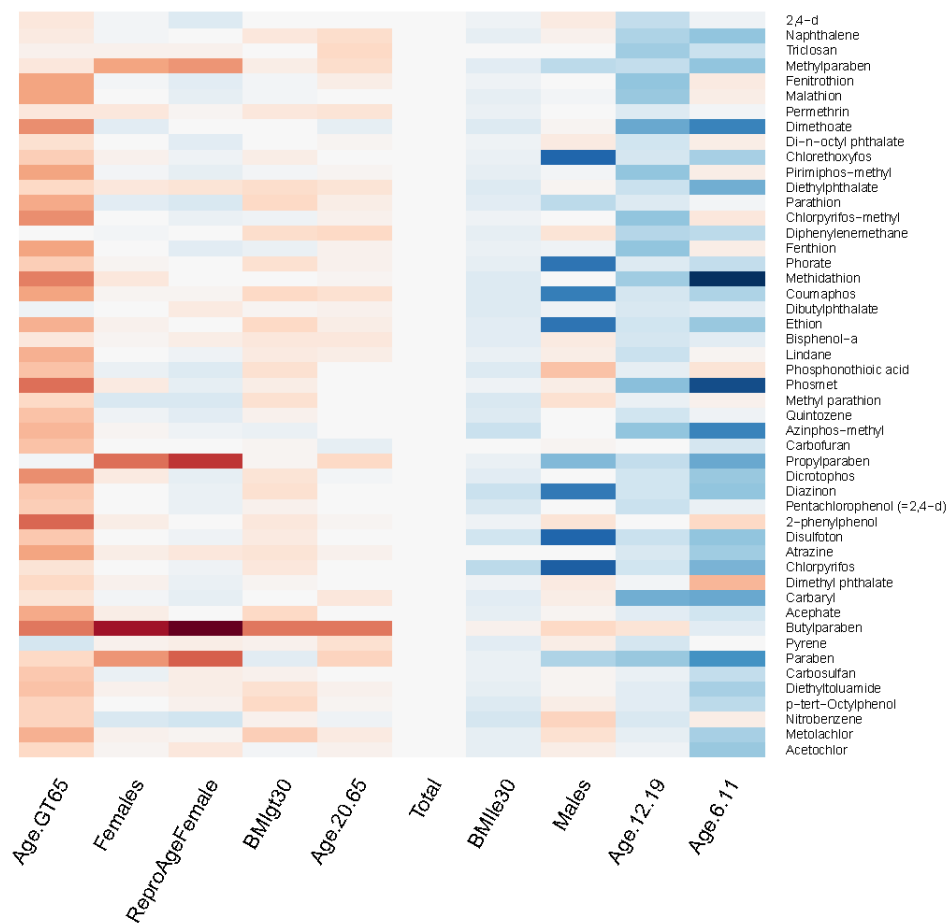 2,4-d
Naphthalene
Triclosan
Methylparaben
Fenitrothion
Malathion
Permethrin
Dimethoate
Di-n-octyl phthalate
Chlorethoxyfos
Pirimiphos-methyl
Diethylphthalate
Parathion
Chlorpyrifos-methyl
Diphenylenemethane
Fenthion
Phorate
Methidathion
Coumaphos
Dibutylphthalate
Ethion
Bisphenol-a
Lindane
Phosphonothioic acid
Phosmet
Methyl parathion
Quintozene
Azinphos-methyl
Carbofuran
Propylparaben
Dicrotophos
Diazinon
Pentachlorophenol (=2,4-d)
2-phenylphenol
Disulfoton
Atrazine
Chlorpyrifos
Dimethyl phthalate
Carbaryl
Acephate
Butylparaben
Pyrene
Paraben
Carbosulfan
Diethyltoluamide
p-tert-Octylphenol
Nitrobenzene
Metolachlor
Acetochlor
Age.GT65
Females
ReproAgeFemale
BMIgt30
Age.20.65
Total
BMIle30
Males
Age.12.19
Age.6.11